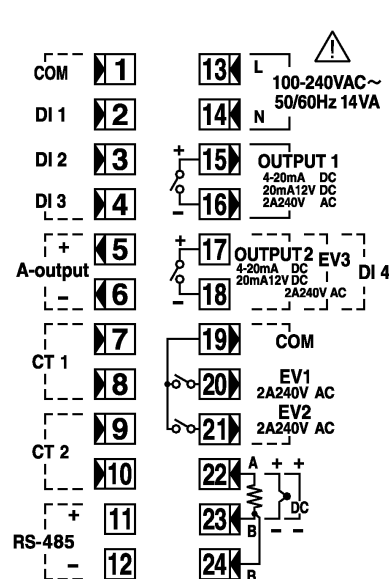 COM 1 13 L
100-240VAC~
50/60Hz 14VA
DI 1 2 14 N
DI 2 3 + 15 OUTPUT 1
4-20mA DC
20mA12V DC
2A240V AC
DI 3 4 - 16
+ 5 + 17 OUTPUT2 EV3 DI 4
A-output
4-20mA DC
20mA12V DC
2A240V AC
- 6 - 18
7 19 COM
CT 1
8 20 EV1
2A240V AC
9 21 EV2
2A240V AC
CT 2
10 22 A + +
+ 11 23 B - - DC
RS-485
- 12 24 B